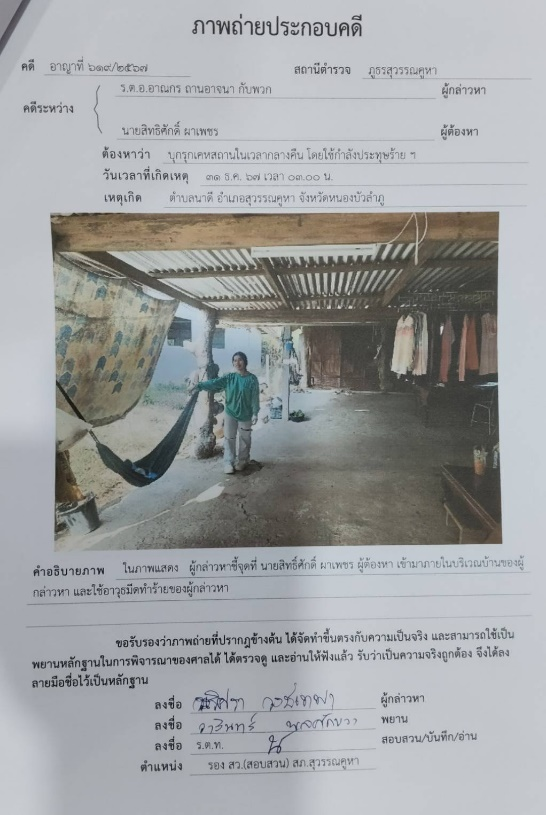 ภาพถ่ายประกอบคดี
คดี อาญาที่ ๖๑๙/๒๕๖๗ สถานีตำรวจ ภูธรสุวรรณคูหา
ร.ต.อ.อาณกร ถานอาจนา กับพวก ผู้กล่าวหา
คดีระหว่าง
นายสิทธิศักดิ์ ผาเพชร ผู้ต้องหา
ต้องหาว่า บุกรุกเคหสถานในเวลากลางคืน โดยใช้กำลังประทุษร้าย ฯ
วันเวลาที่เกิดเหตุ ๓๑ ธ.ค. ๖๗ เวลา ๐๓.๐๐ น.
เหตุเกิด ตำบลนาดี อำเภอสุวรรณคูหา จังหวัดหนองบัวลำภู
คำอธิบายภาพ ในภาพแสดง ผู้กล่าวหาชี้จุดที่ นายสิทธิ์ศักดิ์ ผาเพชร ผู้ต้องหา เข้ามาภายในบริเวณบ้านของผู้
กล่าวหา และใช้อาวุธมีดทำร้ายของผู้กล่าวหา
ขอรับรองว่าภาพถ่ายที่ปรากฏข้างต้น ได้จัดทำขึ้นตรงกับความเป็นจริง และสามารถใช้เป็น
พยานหลักฐานในการพิจารณาของศาลได้ ได้ตรวจดู และอ่านให้ฟังแล้ว รับว่าเป็นความจริงถูกต้อง จึงได้ลง
ลายมือชื่อไว้เป็นหลักฐาน
ลงชื่อ ผู้กล่าวหา
ลงชื่อ พยาน
ลงชื่อ ร.ต.ท. สอบสวน/บันทึก/อ่าน
ตำแหน่ง รอง สว.(สอบสวน) สภ.สุวรรณคูหา